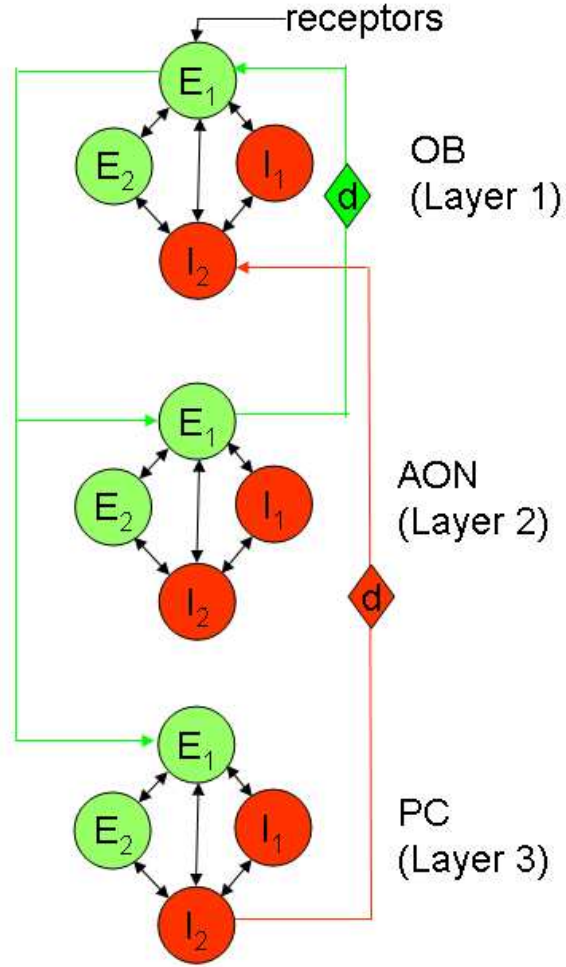 receptors
E₁
E₂
I₁
I₂
d
OB
(Layer 1)
E₁
E₂
I₁
I₂
AON
(Layer 2)
d
E₁
E₂
I₁
I₂
PC
(Layer 3)